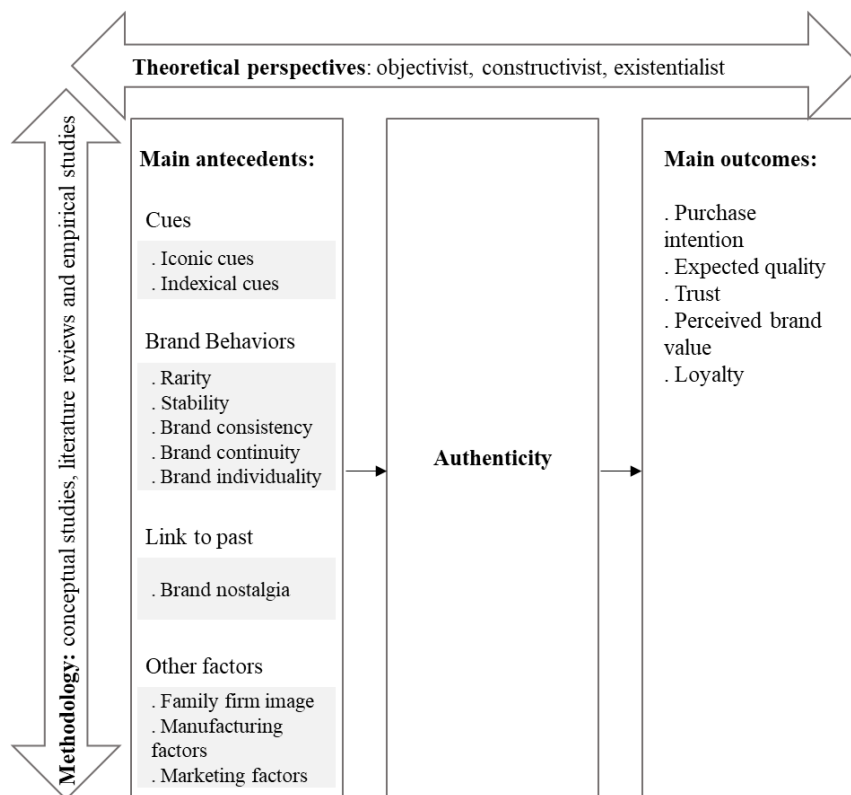 Theoretical perspectives: objectivist, constructivist, existentialist
Methodology: conceptual studies, literature reviews and empirical studies
Main antecedents:
Cues
. Iconic cues
. Indexical cues
Brand Behaviors
. Rarity
. Stability
. Brand consistency
. Brand continuity
. Brand individuality
Link to past
. Brand nostalgia
Other factors
. Family firm image
. Manufacturing
factors
. Marketing factors
Authenticity
Main outcomes:
. Purchase
intention
. Expected quality
. Trust
. Perceived brand
value
. Loyalty